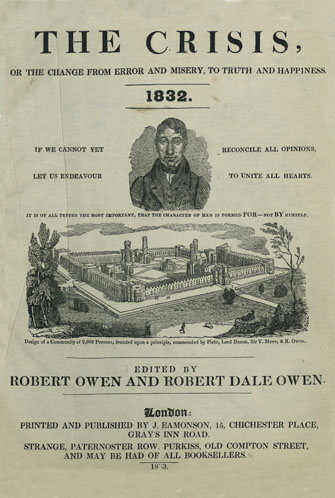 THE CRISIS,
OR THE CHANGE FROM ERROR AND MISERY, TO TRUTH AND HAPPINESS.
1832.
IF WE CANNOT YET
RECONCILE ALL OPINIONS,
LET US ENDEAVOUR
TO UNITE ALL HEARTS.
IT IS OF ALL TRUTHS THE MOST IMPORTANT, THAT THE CHARACTER OF MAN IS FORMED FOR—NOT BY HIMSELF.
Design of a Community of 2,000 Persons, founded upon a principle, commended by Plato, Lord Bacon, Sir T. More, & R. Owen.
EDITED BY
ROBERT OWEN AND ROBERT DALE OWEN.
London:
PRINTED AND PUBLISHED BY J. EAMONSON, 15, CHICHESTER PLACE,
GRAY'S INN ROAD.
STRANGE, PATERNOSTER ROW. PURKISS, OLD COMPTON STREET,
AND MAY BE HAD OF ALL BOOKSELLERS.
1833.